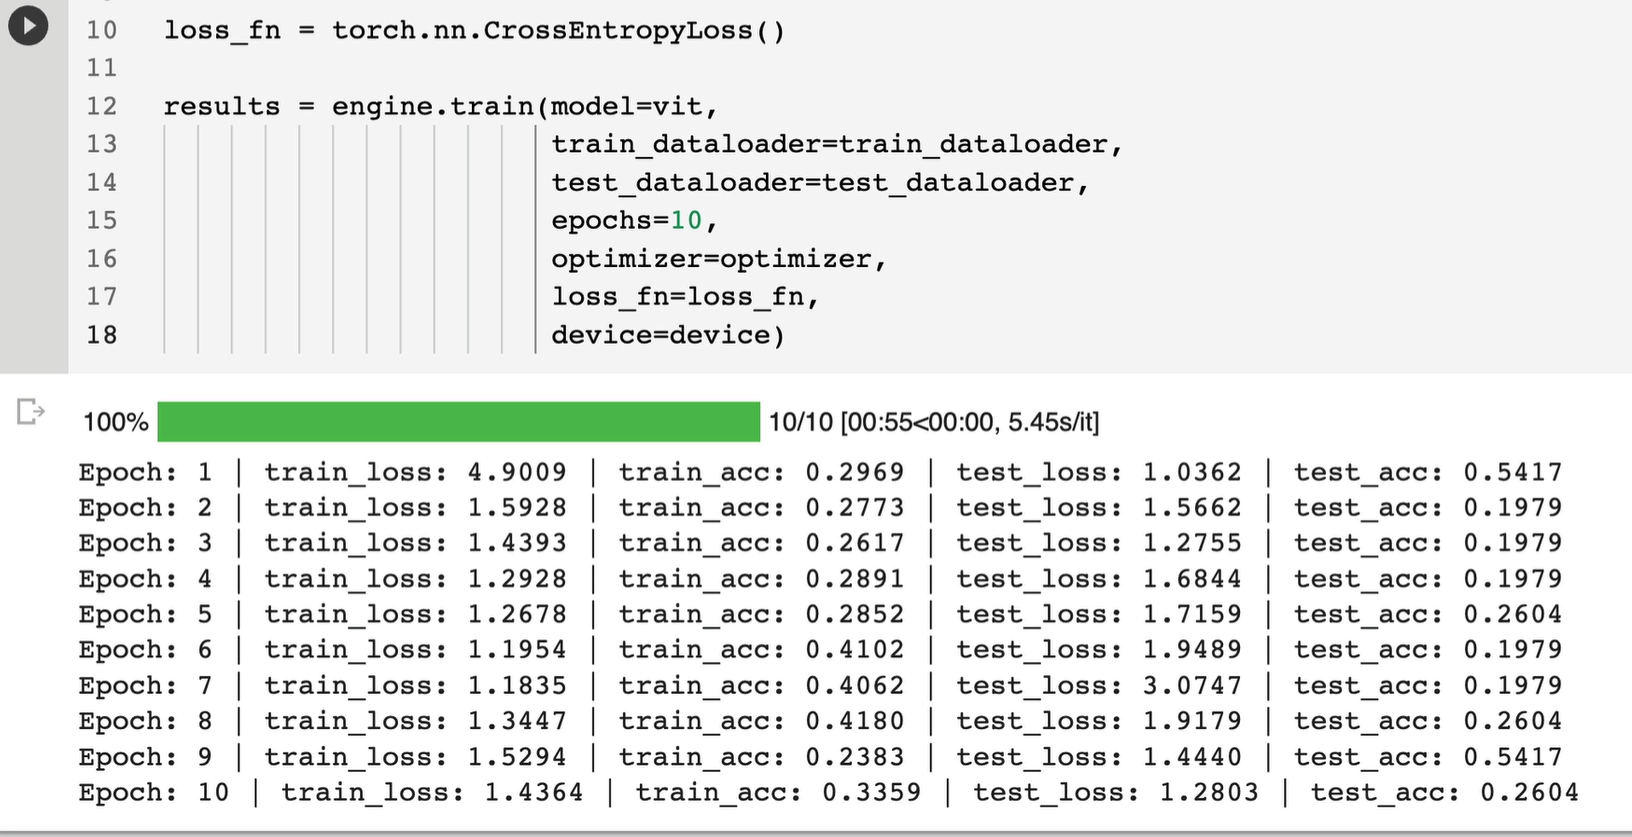 10 loss_fn = torch.nn.CrossEntropyLoss()
11
12 results = engine.train(model=vit,
13 train_dataloader=train_dataloader,
14 test_dataloader=test_dataloader,
15 epochs=10,
16 optimizer=optimizer,
17 loss_fn=loss_fn,
18 device=device)
100% 10/10 [00:55<00:00, 5.45s/it]
Epoch: 1 | train_loss: 4.9009 | train_acc: 0.2969 | test_loss: 1.0362 | test_acc: 0.5417
Epoch: 2 | train_loss: 1.5928 | train_acc: 0.2773 | test_loss: 1.5662 | test_acc: 0.1979
Epoch: 3 | train_loss: 1.4393 | train_acc: 0.2617 | test_loss: 1.2755 | test_acc: 0.1979
Epoch: 4 | train_loss: 1.2928 | train_acc: 0.2891 | test_loss: 1.6844 | test_acc: 0.1979
Epoch: 5 | train_loss: 1.2678 | train_acc: 0.2852 | test_loss: 1.7159 | test_acc: 0.2604
Epoch: 6 | train_loss: 1.1954 | train_acc: 0.4102 | test_loss: 1.9489 | test_acc: 0.1979
Epoch: 7 | train_loss: 1.1835 | train_acc: 0.4062 | test_loss: 3.0747 | test_acc: 0.1979
Epoch: 8 | train_loss: 1.3447 | train_acc: 0.4180 | test_loss: 1.9179 | test_acc: 0.2604
Epoch: 9 | train_loss: 1.5294 | train_acc: 0.2383 | test_loss: 1.4440 | test_acc: 0.5417
Epoch: 10 | train_loss: 1.4364 | train_acc: 0.3359 | test_loss: 1.2803 | test_acc: 0.2604